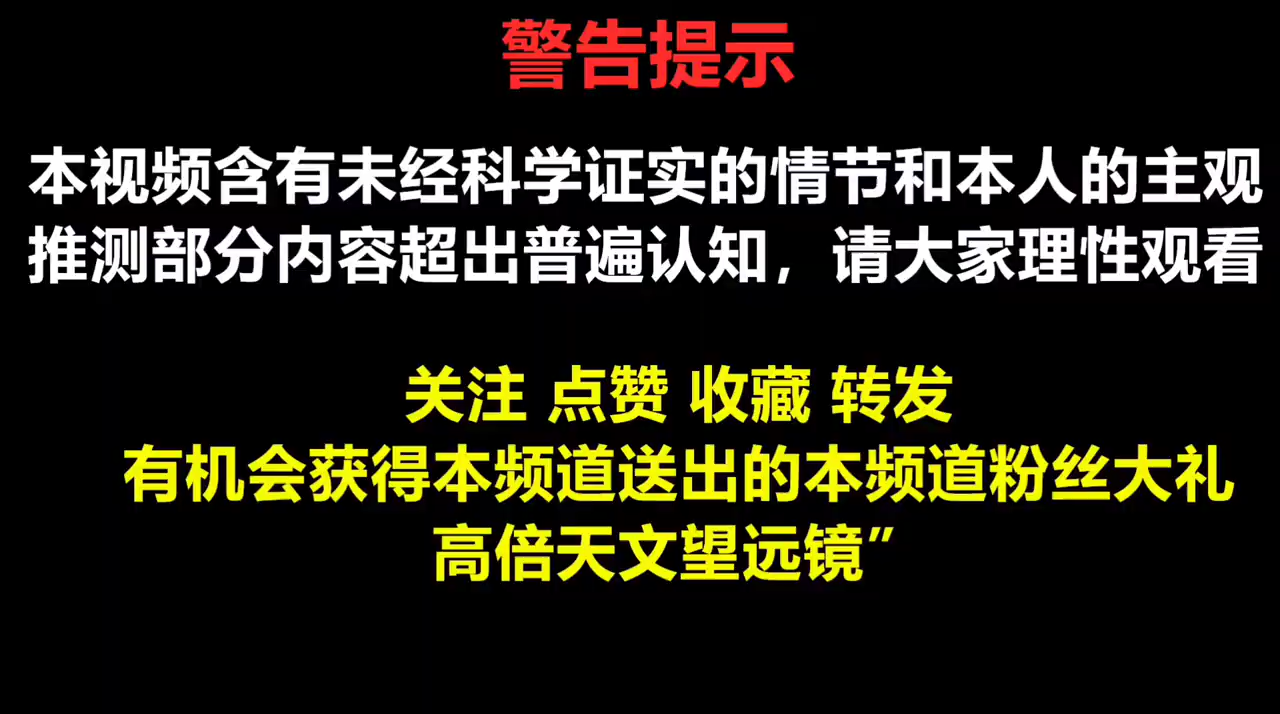 警告提示
本视频含有未经科学证实的情节和本人的主观
推测部分内容超出普遍认知，请大家理性观看
关注 点赞 收藏 转发
有机会获得本频道送出的本频道粉丝大礼
高倍天文望远镜”